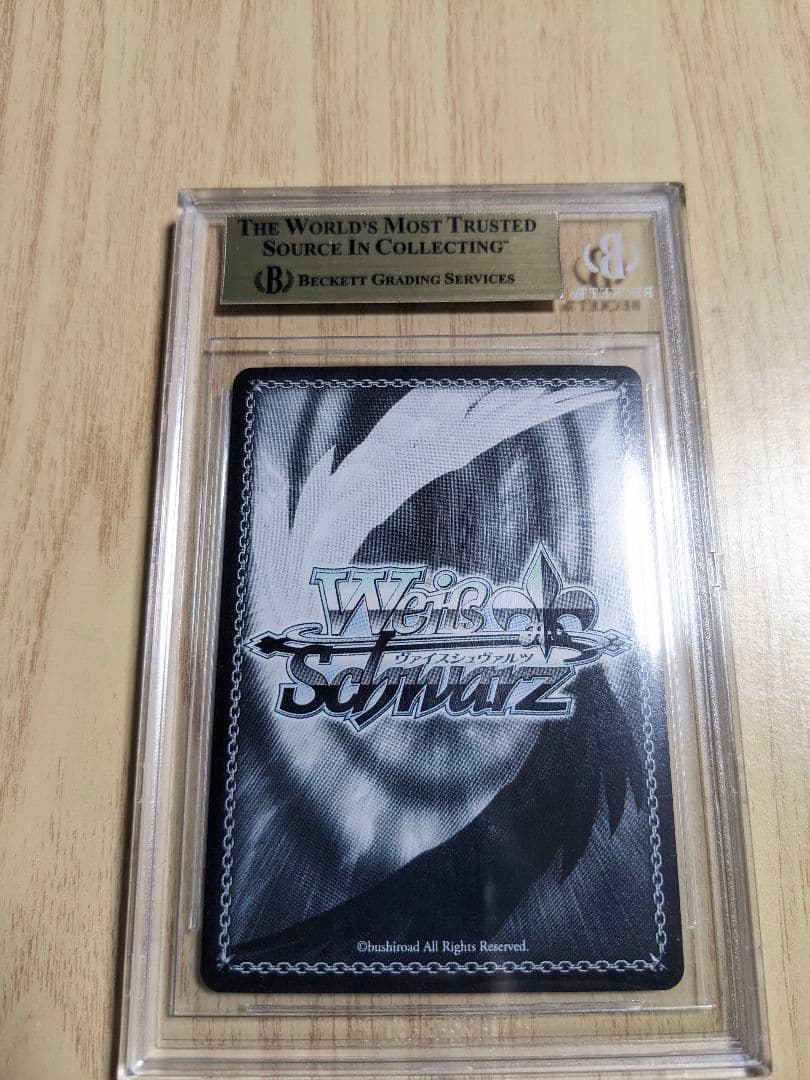 THE WORLD'S MOST TRUSTED
SOURCE IN COLLECTING™
B BECKETT GRADING SERVICES
B
BECKETT
Weiß
ヴァイスシュヴァルツ
Schwarz
©bushiroad All Rights Reserved.